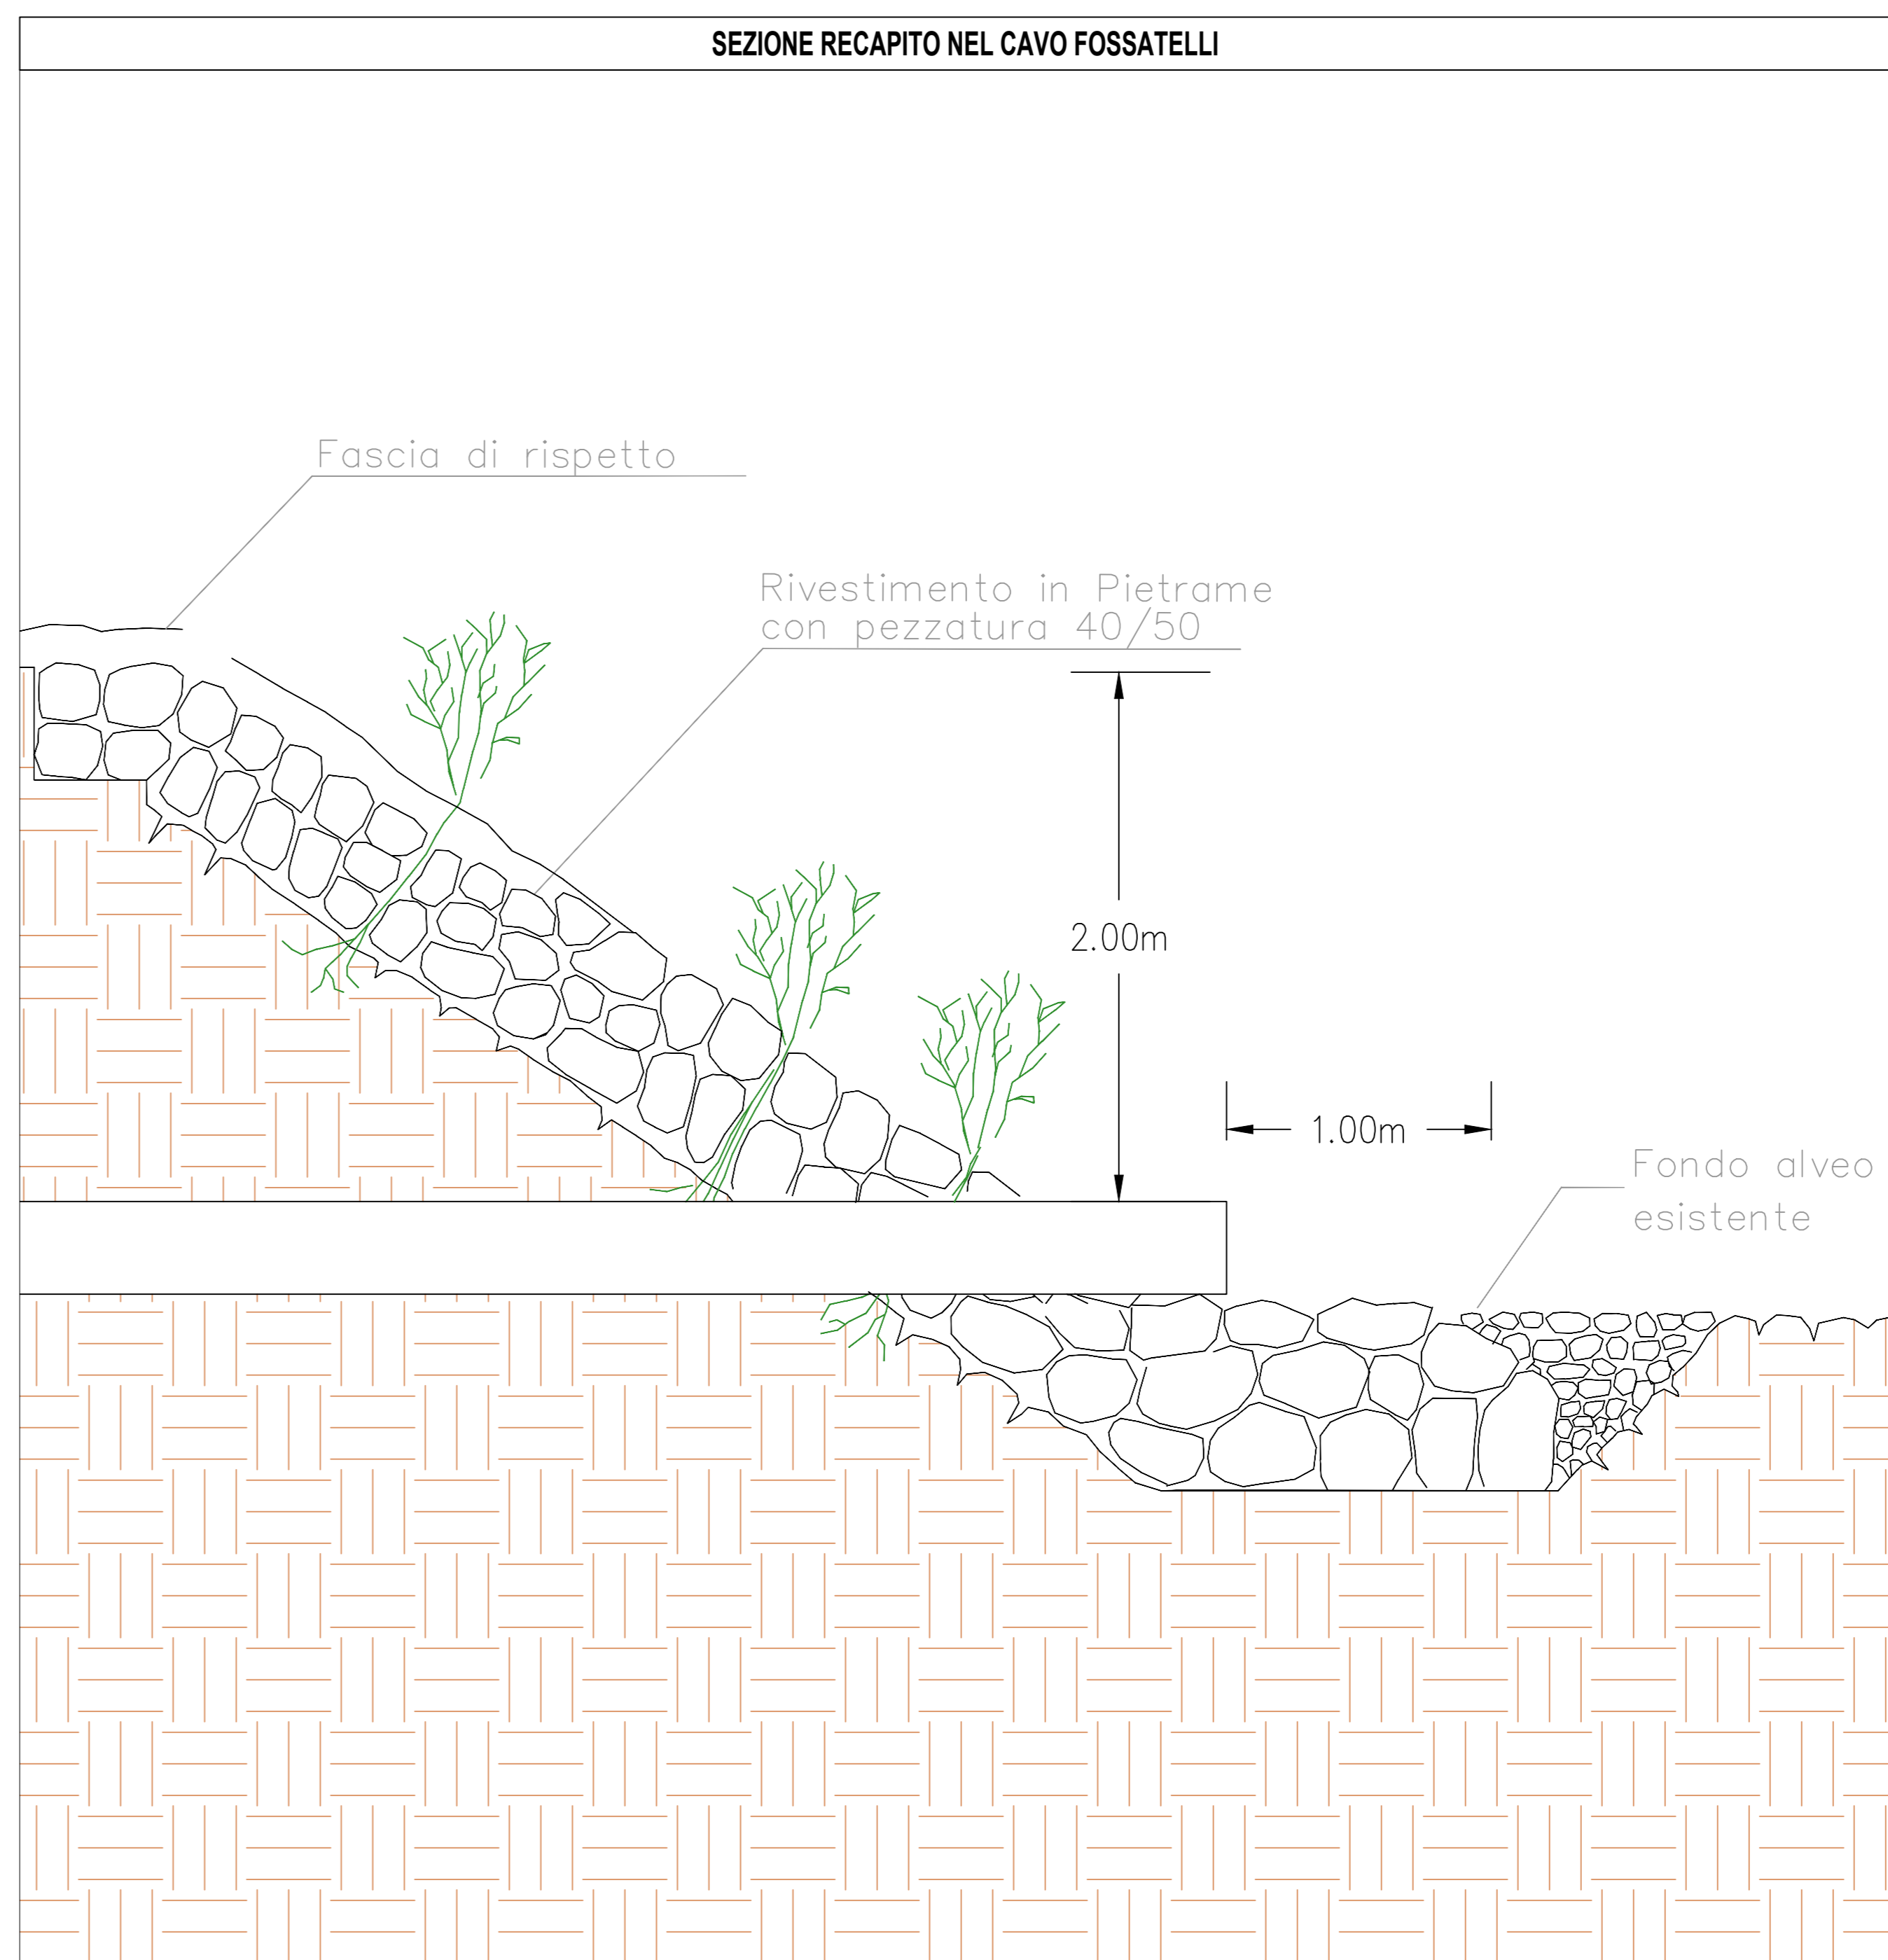 SEZIONE RECAPITO NEL CAVO FOSSATELLI
Fascia di rispetto
Rivestimento in Pietrame
con pezzatura 40/50
2.00m
1.00m
Fondo alveo
esistente